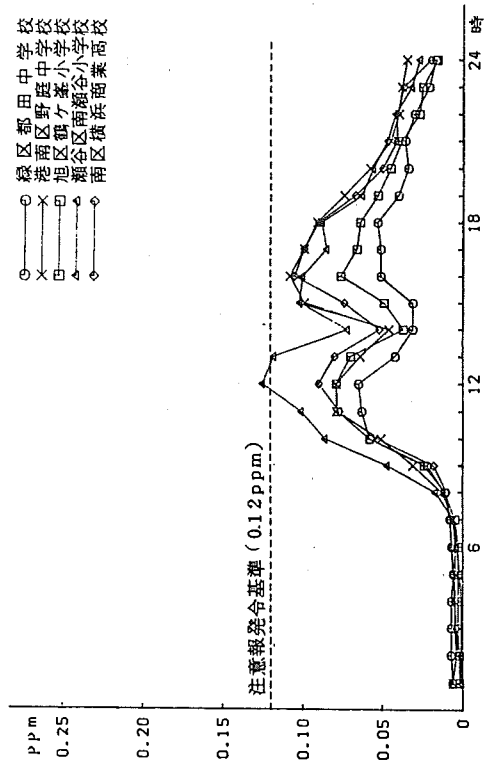 緑区都田中学校
港南区野庭中学校
旭区鶴ケ峯小学校
瀬谷区南瀬谷小学校
南区横浜商業高校
ppm
0.25
0.20
0.15
0.10
0.05
0
注意報発令基準(0.12ppm)
6
12
18
24 時